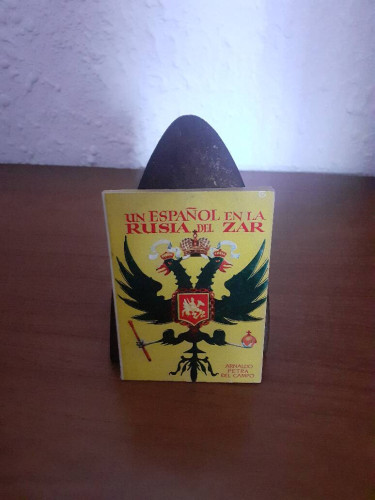 UN ESPAÑOL EN LA
RUSIA DEL ZAR
ARNALDO
PETRA
DEL CAMPO